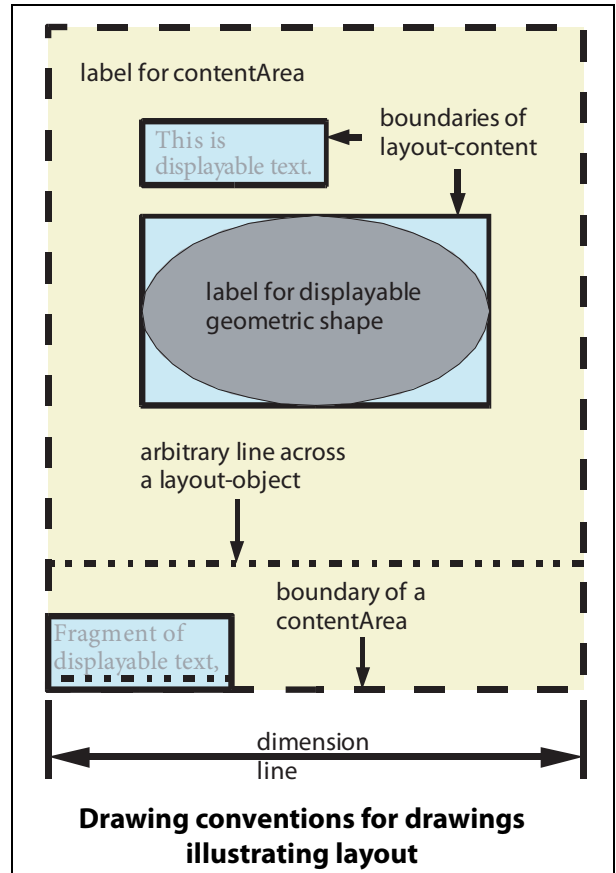 label for contentArea
This is
displayable text.
boundaries of
layout-content
label for displayable
geometric shape
arbitrary line across
a layout-object
boundary of a
contentArea
Fragment of
displayable text,
dimension
line
Drawing conventions for drawings
illustrating layout